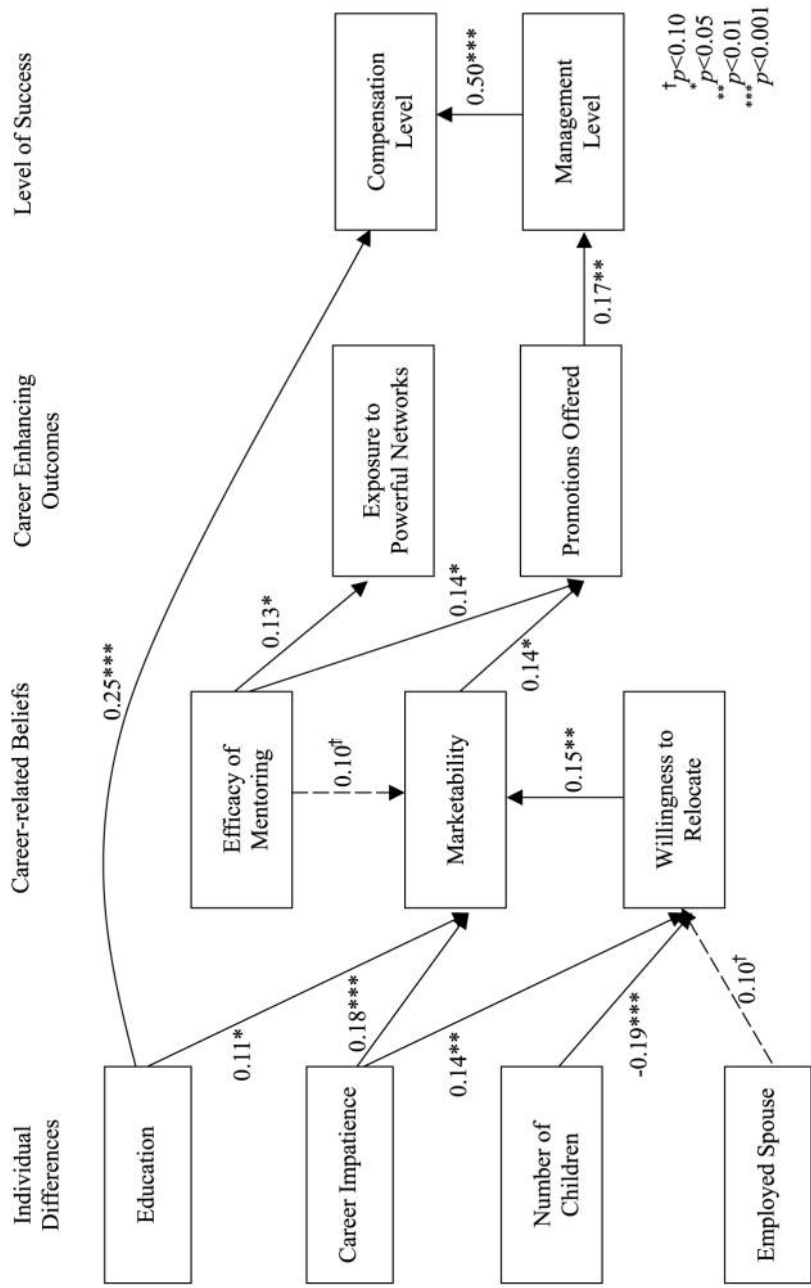 Individual
Differences
Career-related Beliefs
Career Enhancing
Outcomes
Level of Success
Education
Career Impatience
Number of
Children
Employed Spouse
0.25***
0.11*
0.18***
0.14**
-0.19***
0.10†
Efficacy of
Mentoring
0.10†
Marketability
0.15**
Willingness to
Relocate
0.13*
0.14*
0.14*
Exposure to
Powerful Networks
Promotions Offered
0.17**
Compensation
Level
0.50***
Management
Level
†p<0.10
*p<0.05
**p<0.01
***p<0.001